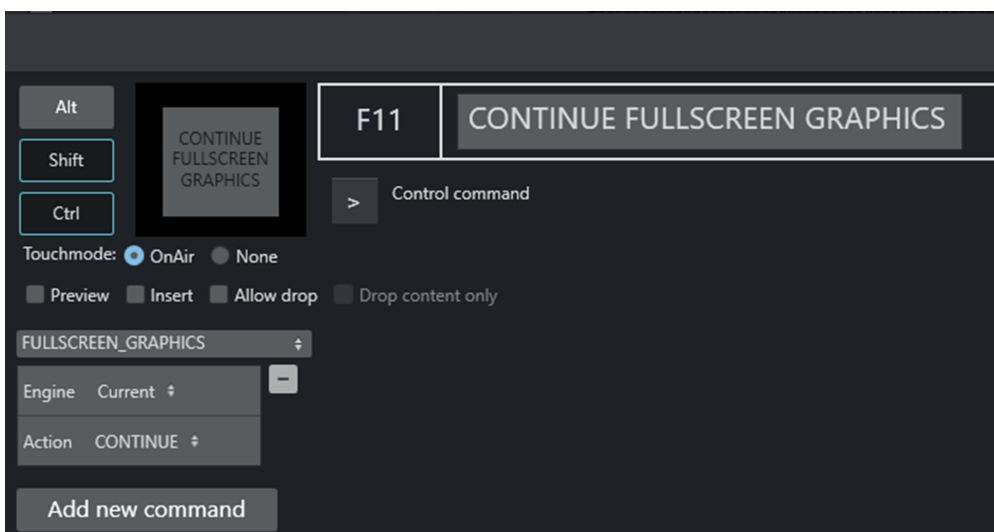 Alt
Shift
Ctrl
CONTINUE
FULLSCREEN
GRAPHICS
F11
CONTINUE FULLSCREEN GRAPHICS
> Control command
Touchmode: OnAir None
Preview Insert Allow drop Drop content only
FULLSCREEN_GRAPHICS
Engine Current
Action CONTINUE
Add new command